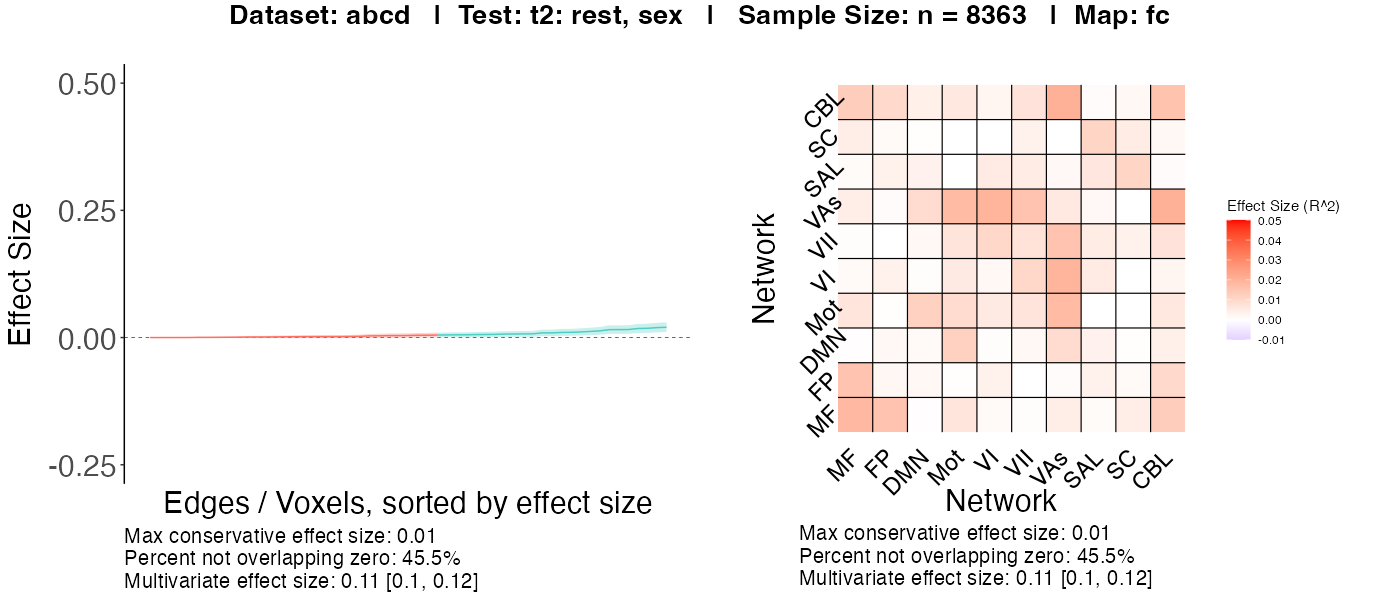 Dataset: abcd | Test: t2: rest, sex | Sample Size: n = 8363 | Map: fc
Effect Size
0.50
0.25
0.00
-0.25
Edges / Voxels, sorted by effect size
Max conservative effect size: 0.01
Percent not overlapping zero: 45.5%
Multivariate effect size: 0.11 [0.1, 0.12]
Network
CBL
SC
SAL
VAs
VII
VI
Mot
DMN
FP
MF
MF FP DMN Mot VI VII VAs SAL SC CBL
Network
Max conservative effect size: 0.01
Percent not overlapping zero: 45.5%
Multivariate effect size: 0.11 [0.1, 0.12]
Effect Size (R^2)
0.05
0.04
0.03
0.02
0.01
0.00
-0.01